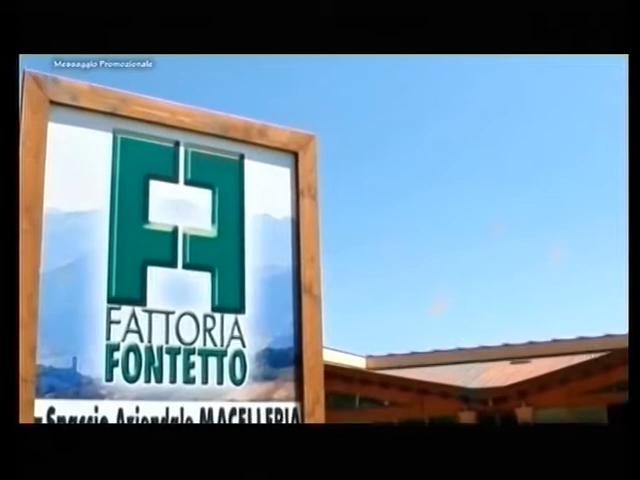 Messaggio Promozionale
FF
FATTORIA
FONTETTO
Spaccio Aziendale MACELLERIA